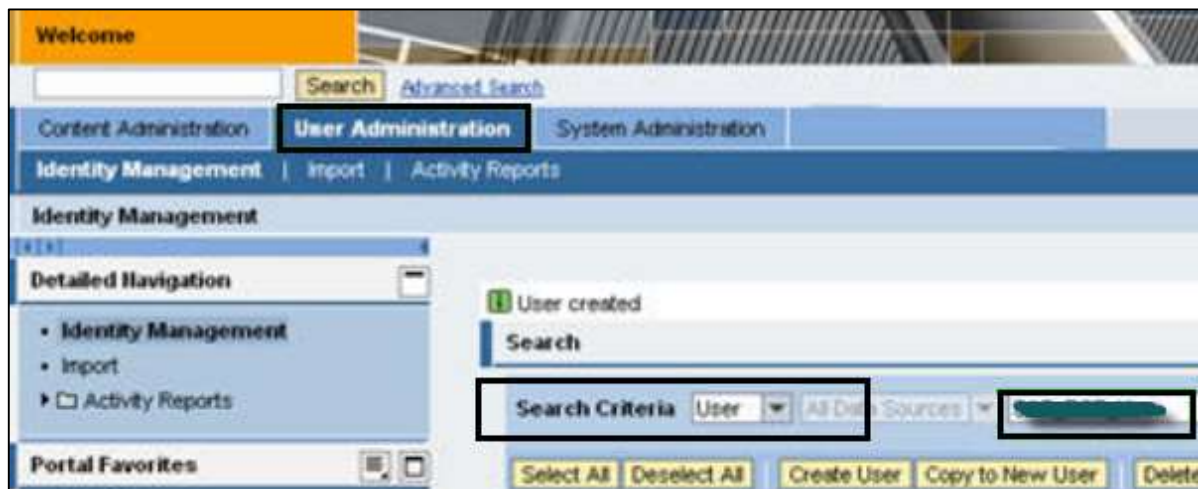 Welcome
Search Advanced Search
Content Administration User Administration System Administration
Identity Management | Import | Activity Reports
Identity Management
Detailed Navigation
User created
• Identity Management
Search
• Import
Activity Reports
Search Criteria User All Data Sources
Portal Favorites
Select All Deselect All Create User Copy to New User Delete